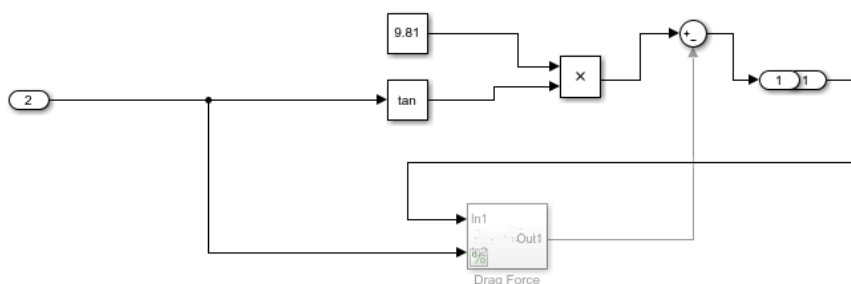 9.81
+
-
×
2
tan
1
1
In1
Out1
%
Drag Force